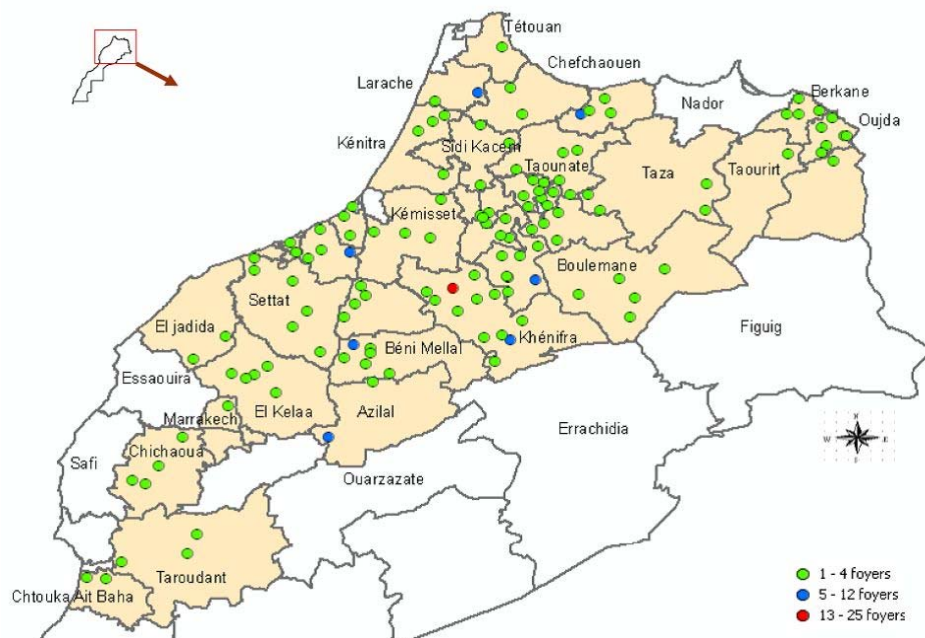 Tétouan
Chefchaouen
Larache
Nador
Berkane
Oujda
Kénitra
Sidi Kacem
Taounate
Taza
Taourirt
Kémisset
Boulemane
Settat
El jadida
Khénifra
Figuig
Béni Mellal
Essaouira
Marrakech
El Kelaa
Azilal
Errachidia
N
W
E
Safi
Chichaoua
Ouarzazate
Taroudant
Chtouka Ait Baha
1 - 4 foyers
5 - 12 foyers
13 - 25 foyers